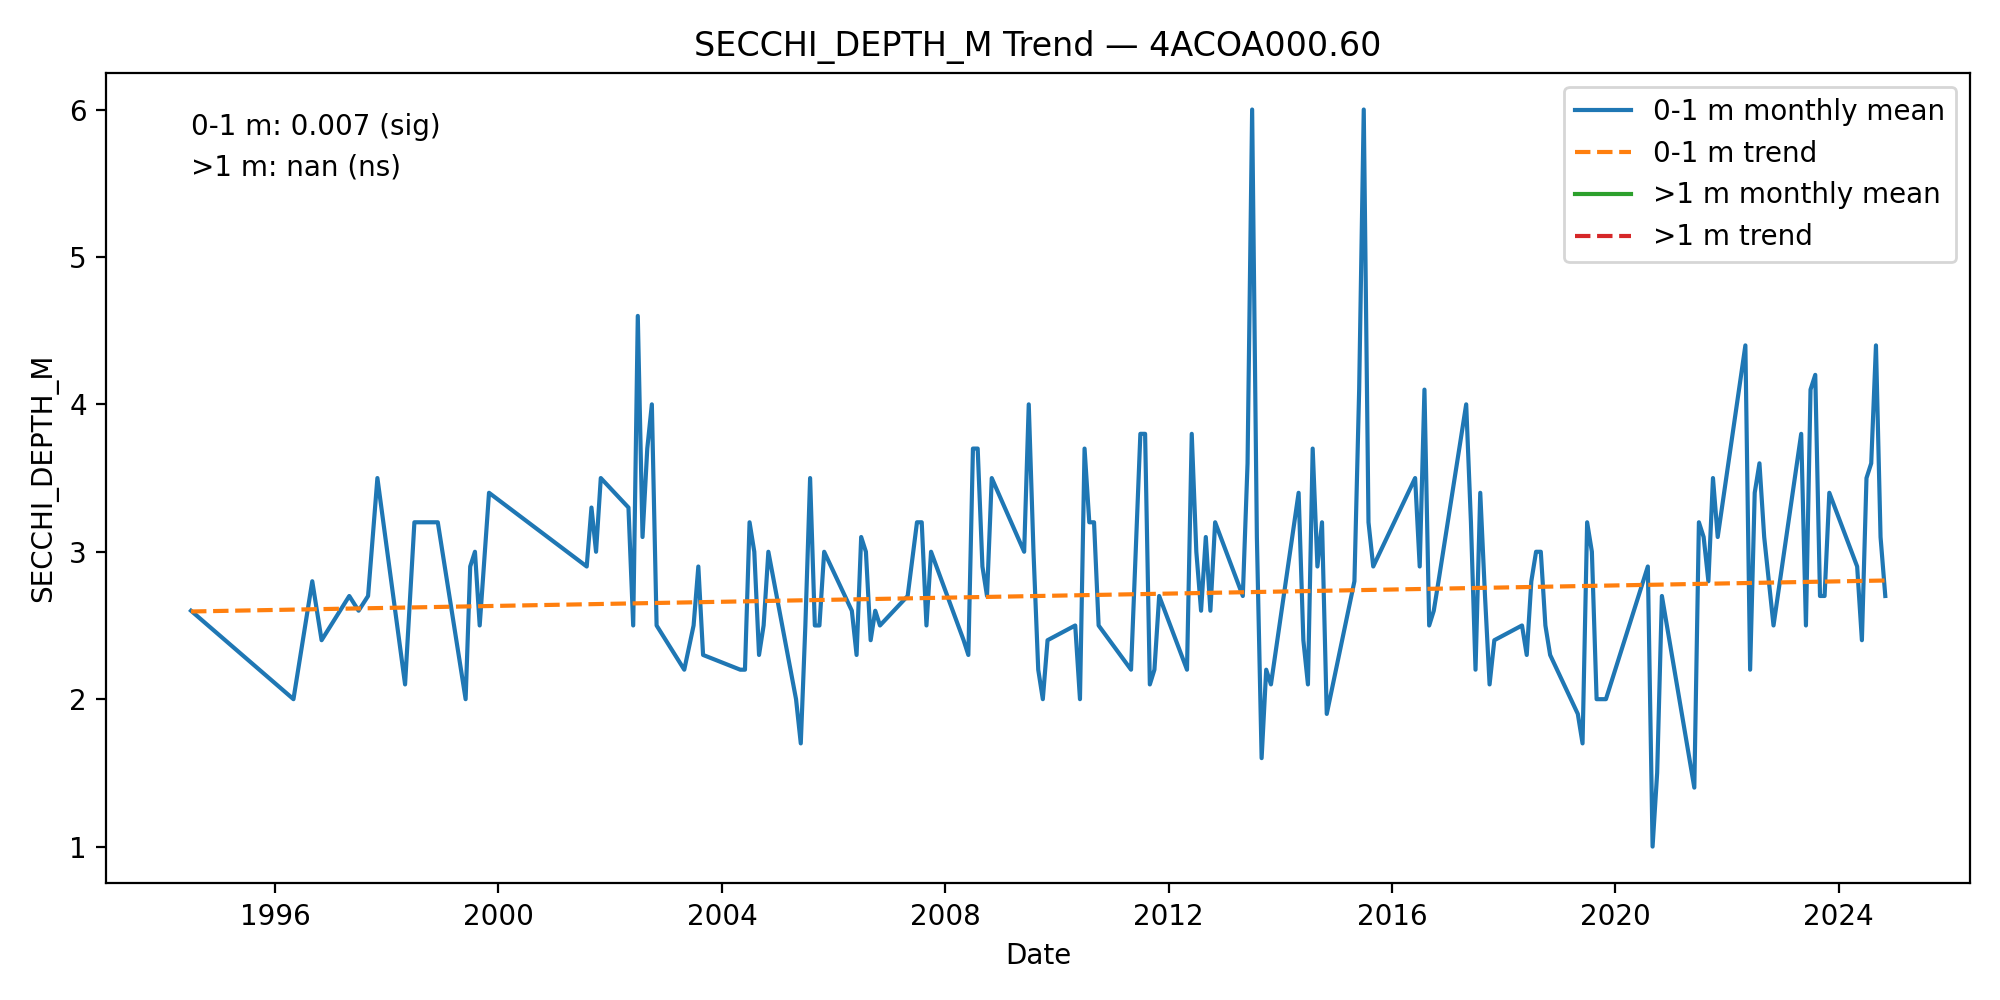 SECCHI_DEPTH_M Trend — 4ACOA000.60
0-1 m: 0.007 (sig)
>1 m: nan (ns)
0-1 m monthly mean
0-1 m trend
>1 m monthly mean
>1 m trend
SECCHI_DEPTH_M
6
5
4
3
2
1
1996
2000
2004
2008
2012
2016
2020
2024
Date